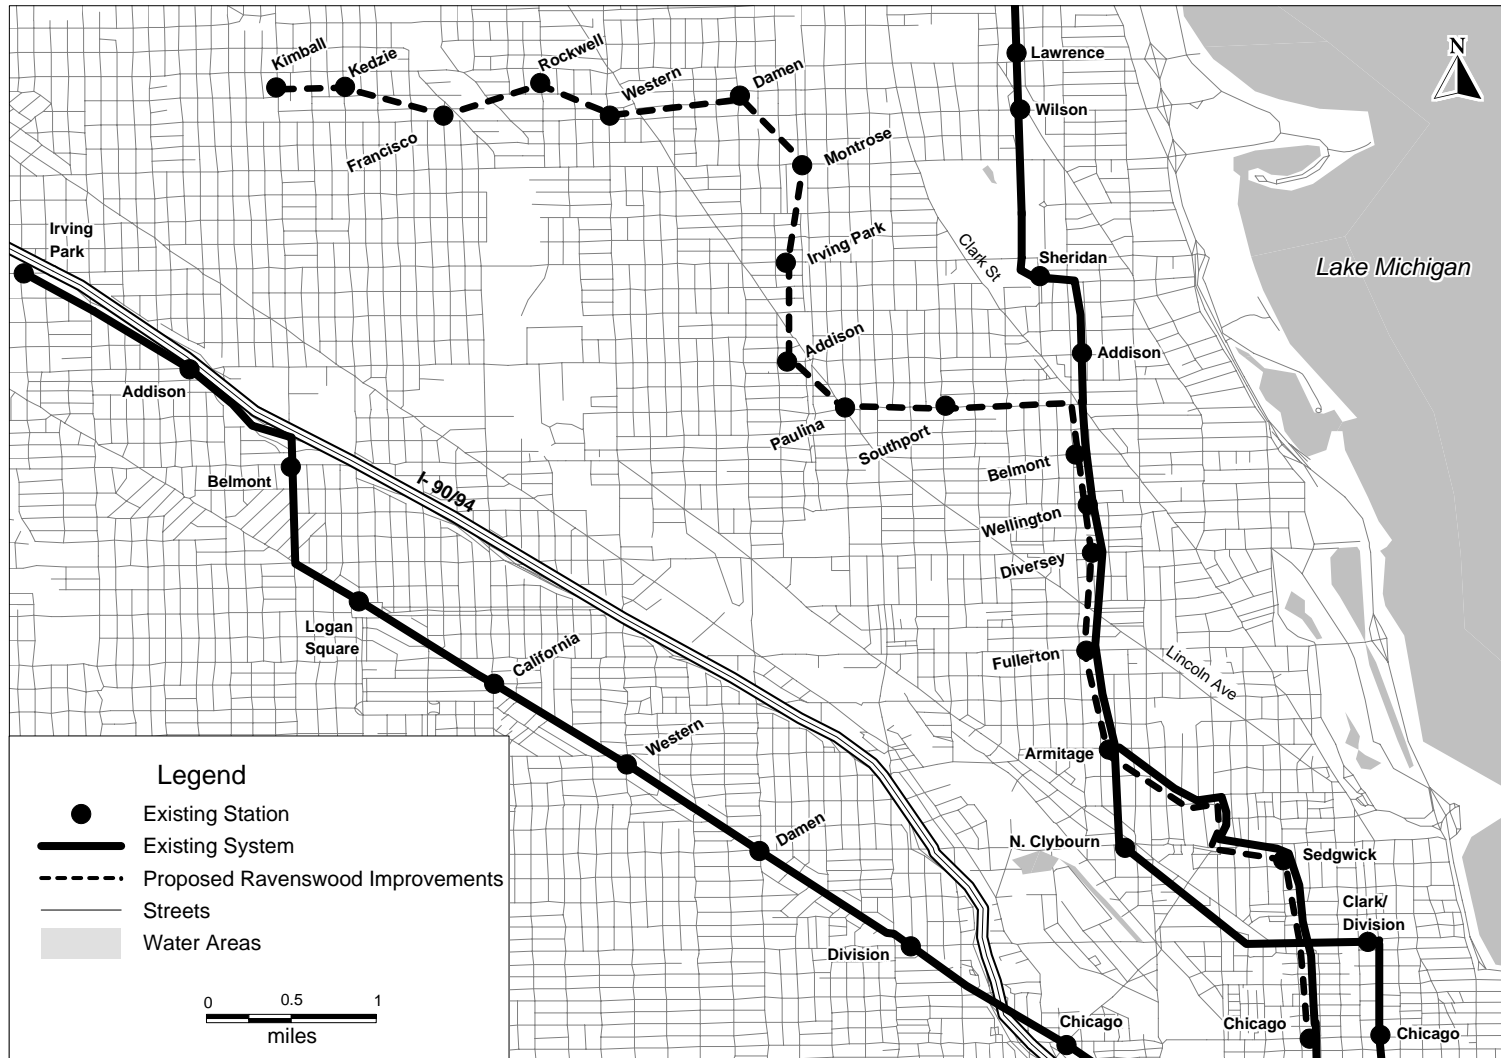 Kimball
Kedzie
Rockwell
Western
Damen
Lawrence
N
Wilson
Francisco
Montrose
Irving
Park
Irving Park
Clark St
Sheridan
Lake Michigan
Addison
Addison
Addison
Paulina
Southport
Belmont
Belmont
I- 90/94
Wellington
Diversey
Logan
Square
California
Fullerton
Lincoln Ave
Western
Armitage
Damen
N. Clybourn
Sedgwick
Clark/
Division
Division
Chicago
Chicago
Chicago
Legend
Existing Station
Existing System
Proposed Ravenswood Improvements
Streets
Water Areas
0 0.5 1
miles